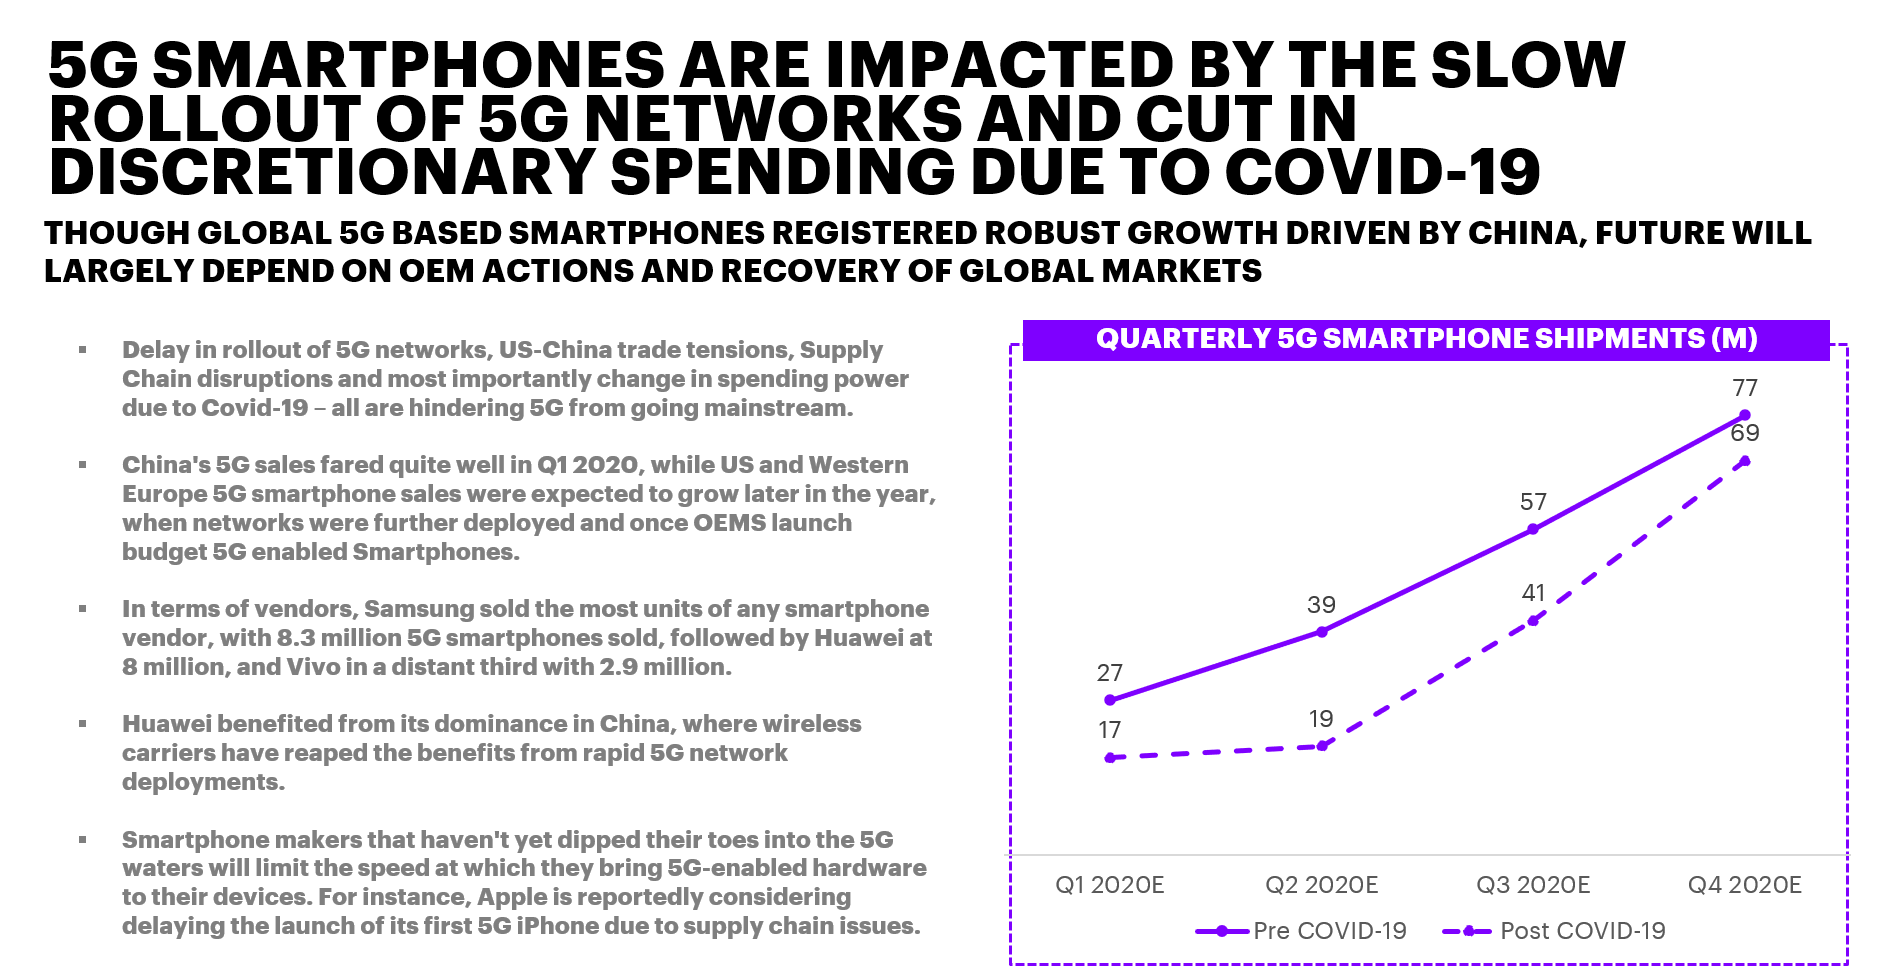 5G SMARTPHONES ARE IMPACTED BY THE SLOW
ROLLOUT OF 5G NETWORKS AND CUT IN
DISCRETIONARY SPENDING DUE TO COVID-19
THOUGH GLOBAL 5G BASED SMARTPHONES REGISTERED ROBUST GROWTH DRIVEN BY CHINA, FUTURE WILL
LARGELY DEPEND ON OEM ACTIONS AND RECOVERY OF GLOBAL MARKETS
▪ Delay in rollout of 5G networks, US-China trade tensions, Supply
Chain disruptions and most importantly change in spending power
due to Covid-19 – all are hindering 5G from going mainstream.
▪ China's 5G sales fared quite well in Q1 2020, while US and Western
Europe 5G smartphone sales were expected to grow later in the year,
when networks were further deployed and once OEMS launch
budget 5G enabled Smartphones.
▪ In terms of vendors, Samsung sold the most units of any smartphone
vendor, with 8.3 million 5G smartphones sold, followed by Huawei at
8 million, and Vivo in a distant third with 2.9 million.
▪ Huawei benefited from its dominance in China, where wireless
carriers have reaped the benefits from rapid 5G network
deployments.
▪ Smartphone makers that haven't yet dipped their toes into the 5G
waters will limit the speed at which they bring 5G-enabled hardware
to their devices. For instance, Apple is reportedly considering
delaying the launch of its first 5G iPhone due to supply chain issues.
QUARTERLY 5G SMARTPHONE SHIPMENTS (M)
77
69
57
41
39
27
19
17
Q1 2020E Q2 2020E Q3 2020E Q4 2020E
Pre COVID-19 Post COVID-19